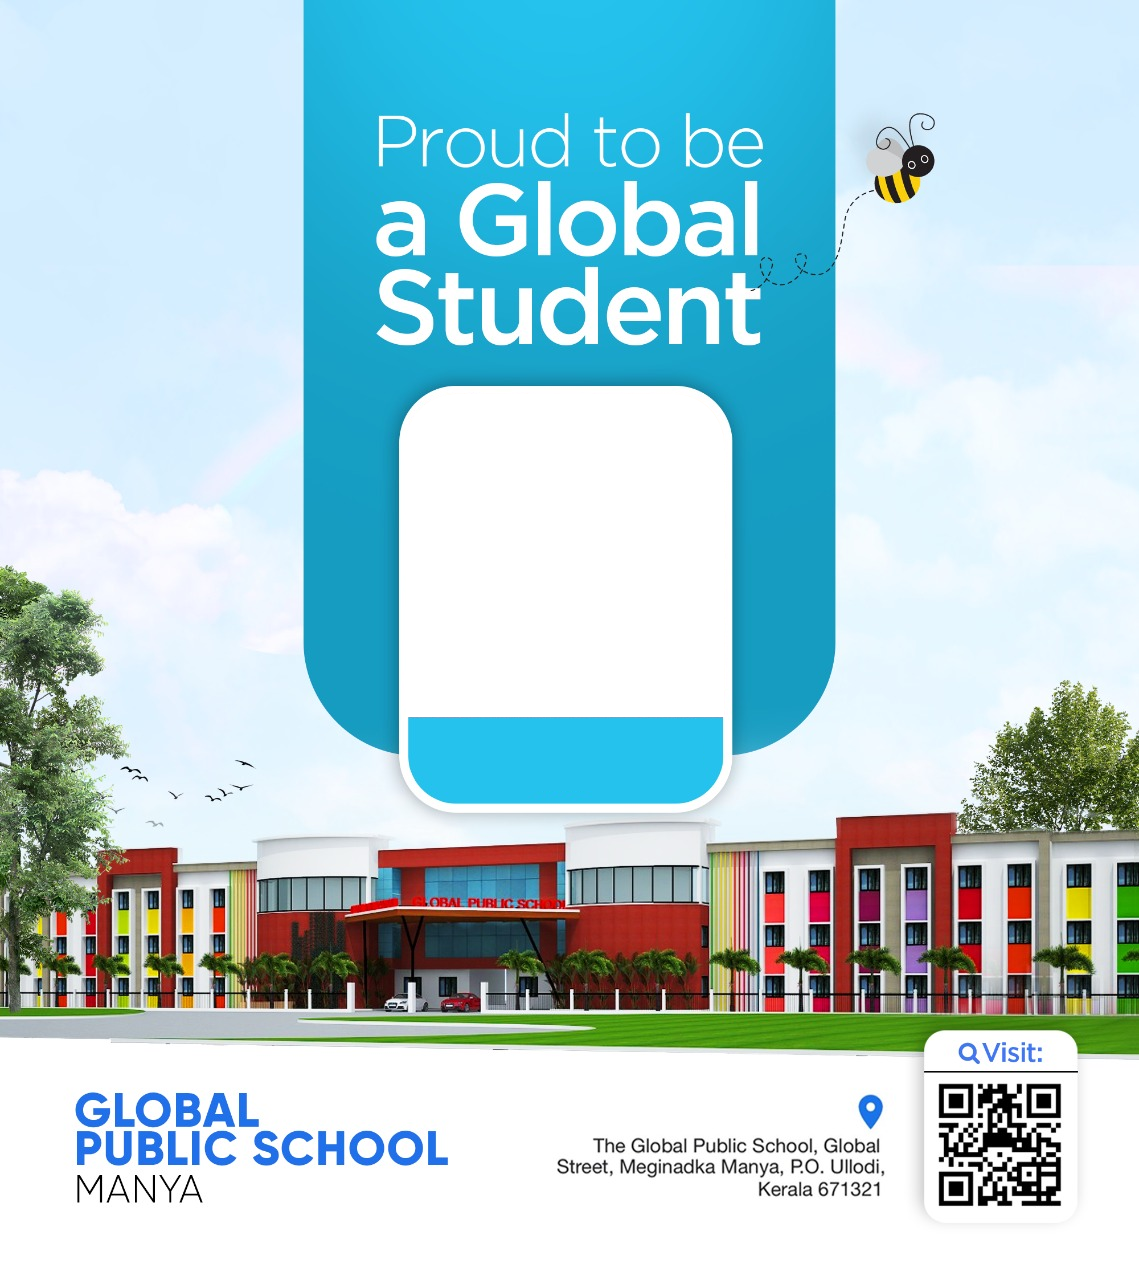 Proud to be
a Global
Student
GLOBAL PUBLIC SCHOOL
Visit:
GLOBAL
PUBLIC SCHOOL
MANYA
The Global Public School, Global
Street, Meginadka Manya, P.O. Ullodi,
Kerala 671321